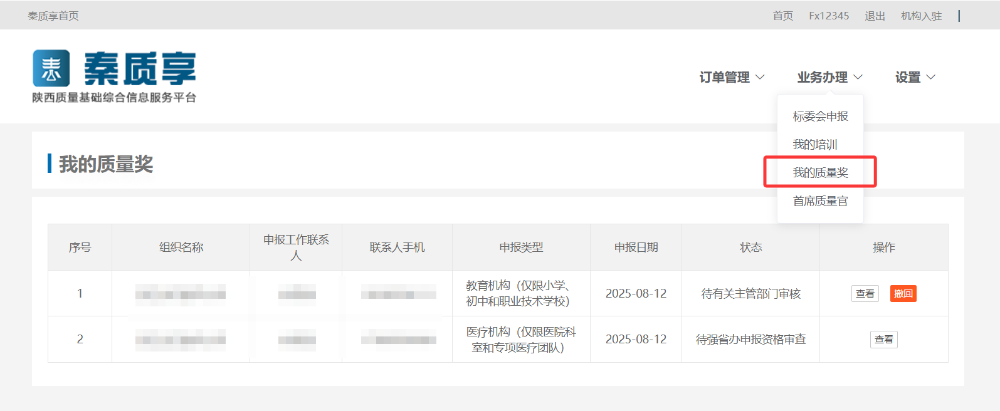 秦质享首页
首页 Fx12345 退出 机构入驻
秦质享
陕西质量基础综合信息服务平台
订单管理 业务办理 设置
标委会申报
我的培训
我的质量奖
首席质量官
我的质量奖
序号 组织名称 申报工作联系人 联系人手机 申报类型 申报日期 状态 操作
1 教育机构（仅限小学、
初中和职业技术学校） 2025-08-12 待有关主管部门审核 查看 撤回
2 医疗机构（仅限医院科
室和专项医疗团队） 2025-08-12 待强省办申报资格审查 查看